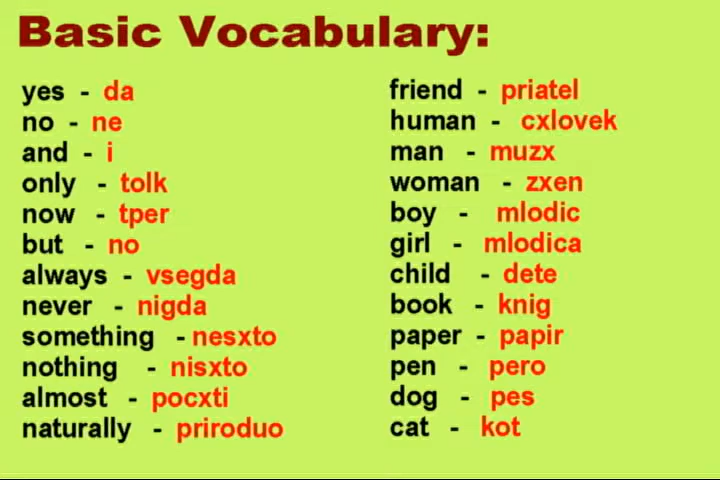 Basic Vocabulary:
yes - da
no - ne
and - i
only - tolk
now - tper
but - no
always - vsegda
never - nigda
something - nesxto
nothing - nisxto
almost - pocxti
naturally - priroduo
friend - priatel
human - cxlovek
man - muzx
woman - zxen
boy - mlodic
girl - mlodica
child - dete
book - knig
paper - papir
pen - pero
dog - pes
cat - kot